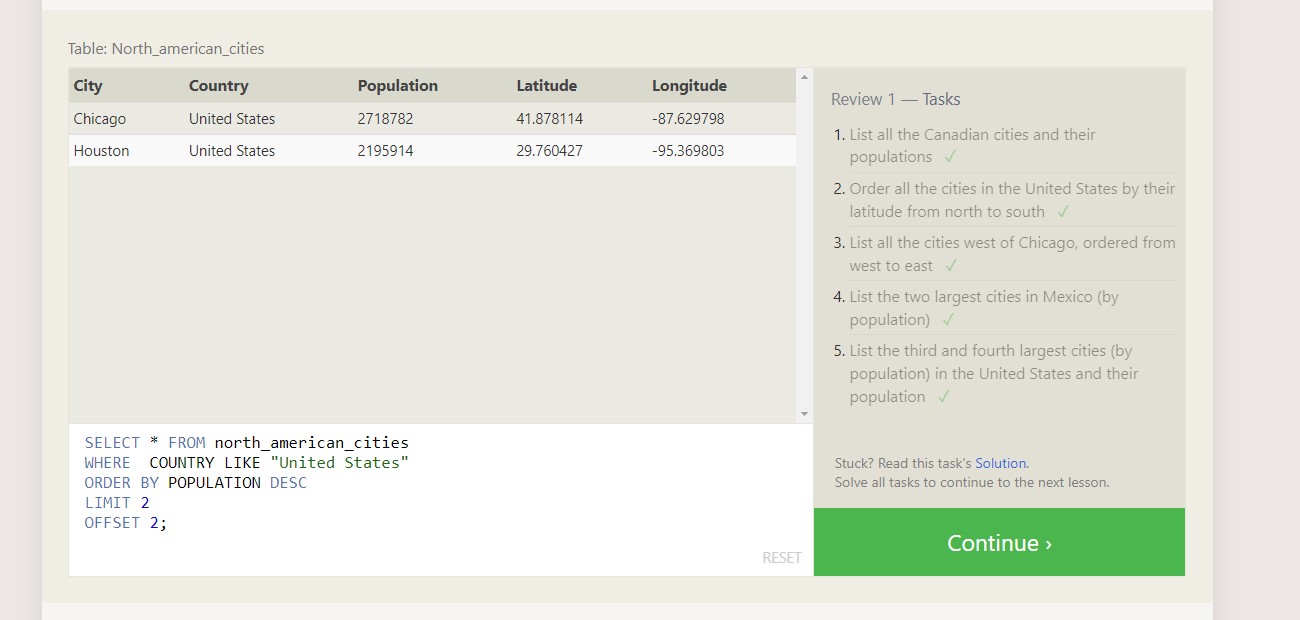 Table: North_american_cities
City Country Population Latitude Longitude
Chicago United States 2718782 41.878114 -87.629798
Houston United States 2195914 29.760427 -95.369803
SELECT * FROM north_american_cities
WHERE  COUNTRY LIKE "United States"
ORDER BY POPULATION DESC
LIMIT 2
OFFSET 2;
RESET
Review 1 — Tasks
1. List all the Canadian cities and their
populations ✓
2. Order all the cities in the United States by their
latitude from north to south ✓
3. List all the cities west of Chicago, ordered from
west to east ✓
4. List the two largest cities in Mexico (by
population) ✓
5. List the third and fourth largest cities (by
population) in the United States and their
population ✓
Stuck? Read this task's Solution.
Solve all tasks to continue to the next lesson.
Continue ›